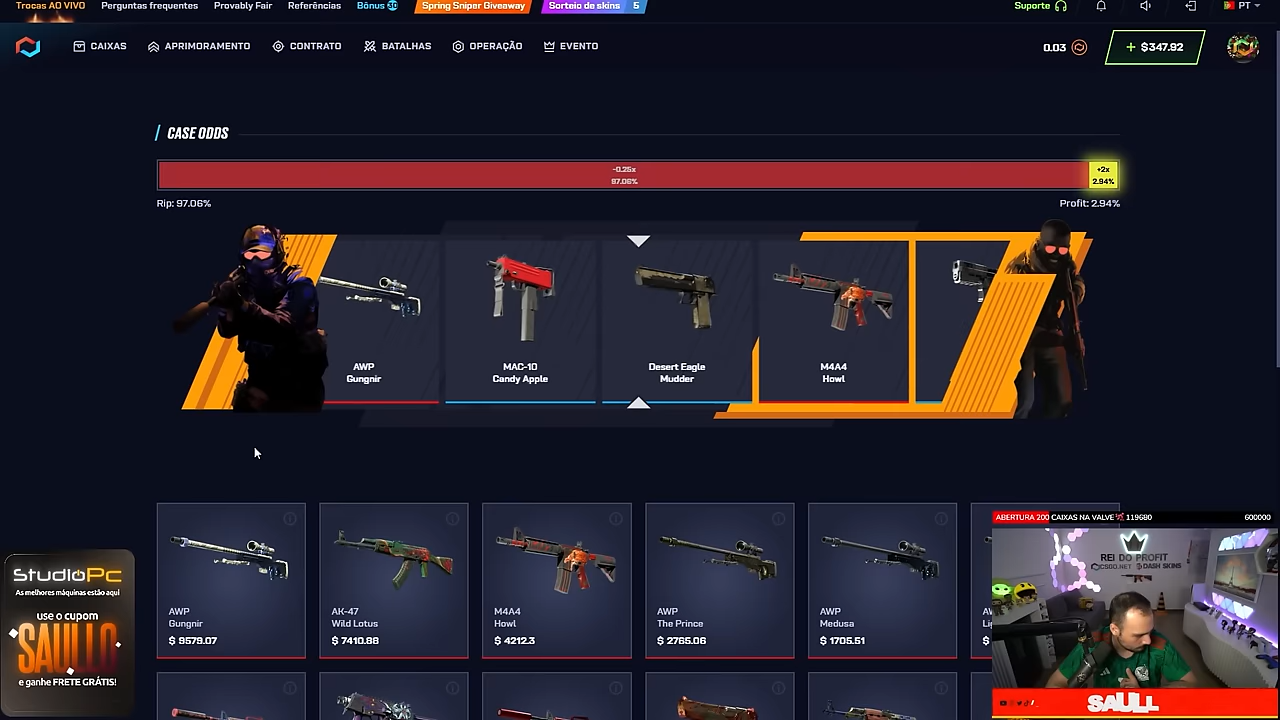 Trocas AO VIVO Perguntas frequentes Provably Fair Referências Bônus Spring Sniper Giveaway Sorteio de skins 5 Suporte PT
CAIXAS APRIMORAMENTO CONTRATO BATALHAS OPERAÇÃO EVENTO 0.03 + $347.92
CASE ODDS
-0.25x
97.06%
+2x
2.94%
Rip: 97.06% Profit: 2.94%
AWP
Gungnir
MAC-10
Candy Apple
Desert Eagle
Mudder
M4A4
Howl
AWP
Gungnir
$ 9579.07
AK-47
Wild Lotus
$ 7410.88
M4A4
Howl
$ 4212.3
AWP
The Prince
$ 2765.06
AWP
Medusa
$ 1705.51
$
ABERTURA 200 CAIXAS NA VALVE 119680 600000
REI DO PROFIT
CSGO.NET DASH SKINS
SAULL
StudioPC
As melhores máquinas estão aqui
use o cupom
SAULLO
e ganhe FRETE GRÁTIS!